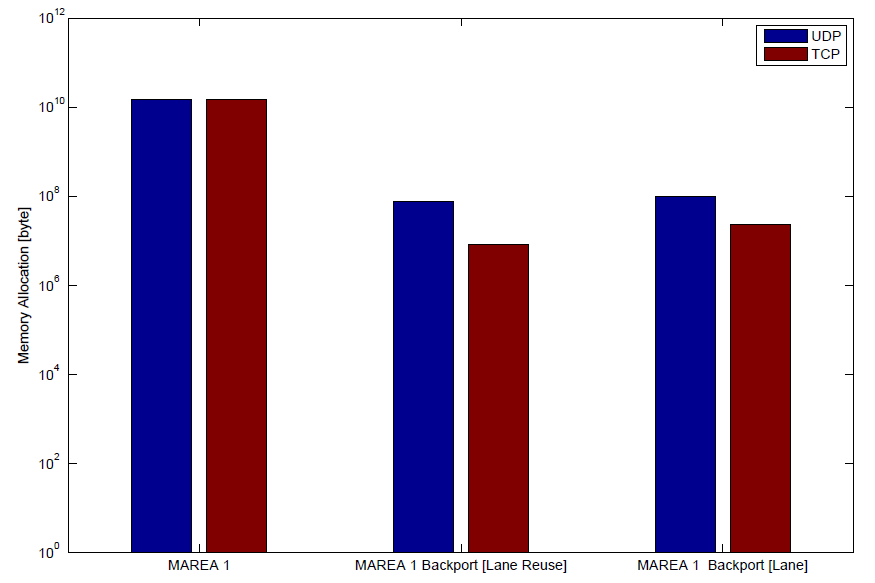 10^12
UDP
TCP
10^10
10^8
10^6
10^4
10^2
10^0
Memory Allocation [byte]
MAREA 1
MAREA 1 Backport [Lane Reuse]
MAREA 1 Backport [Lane]